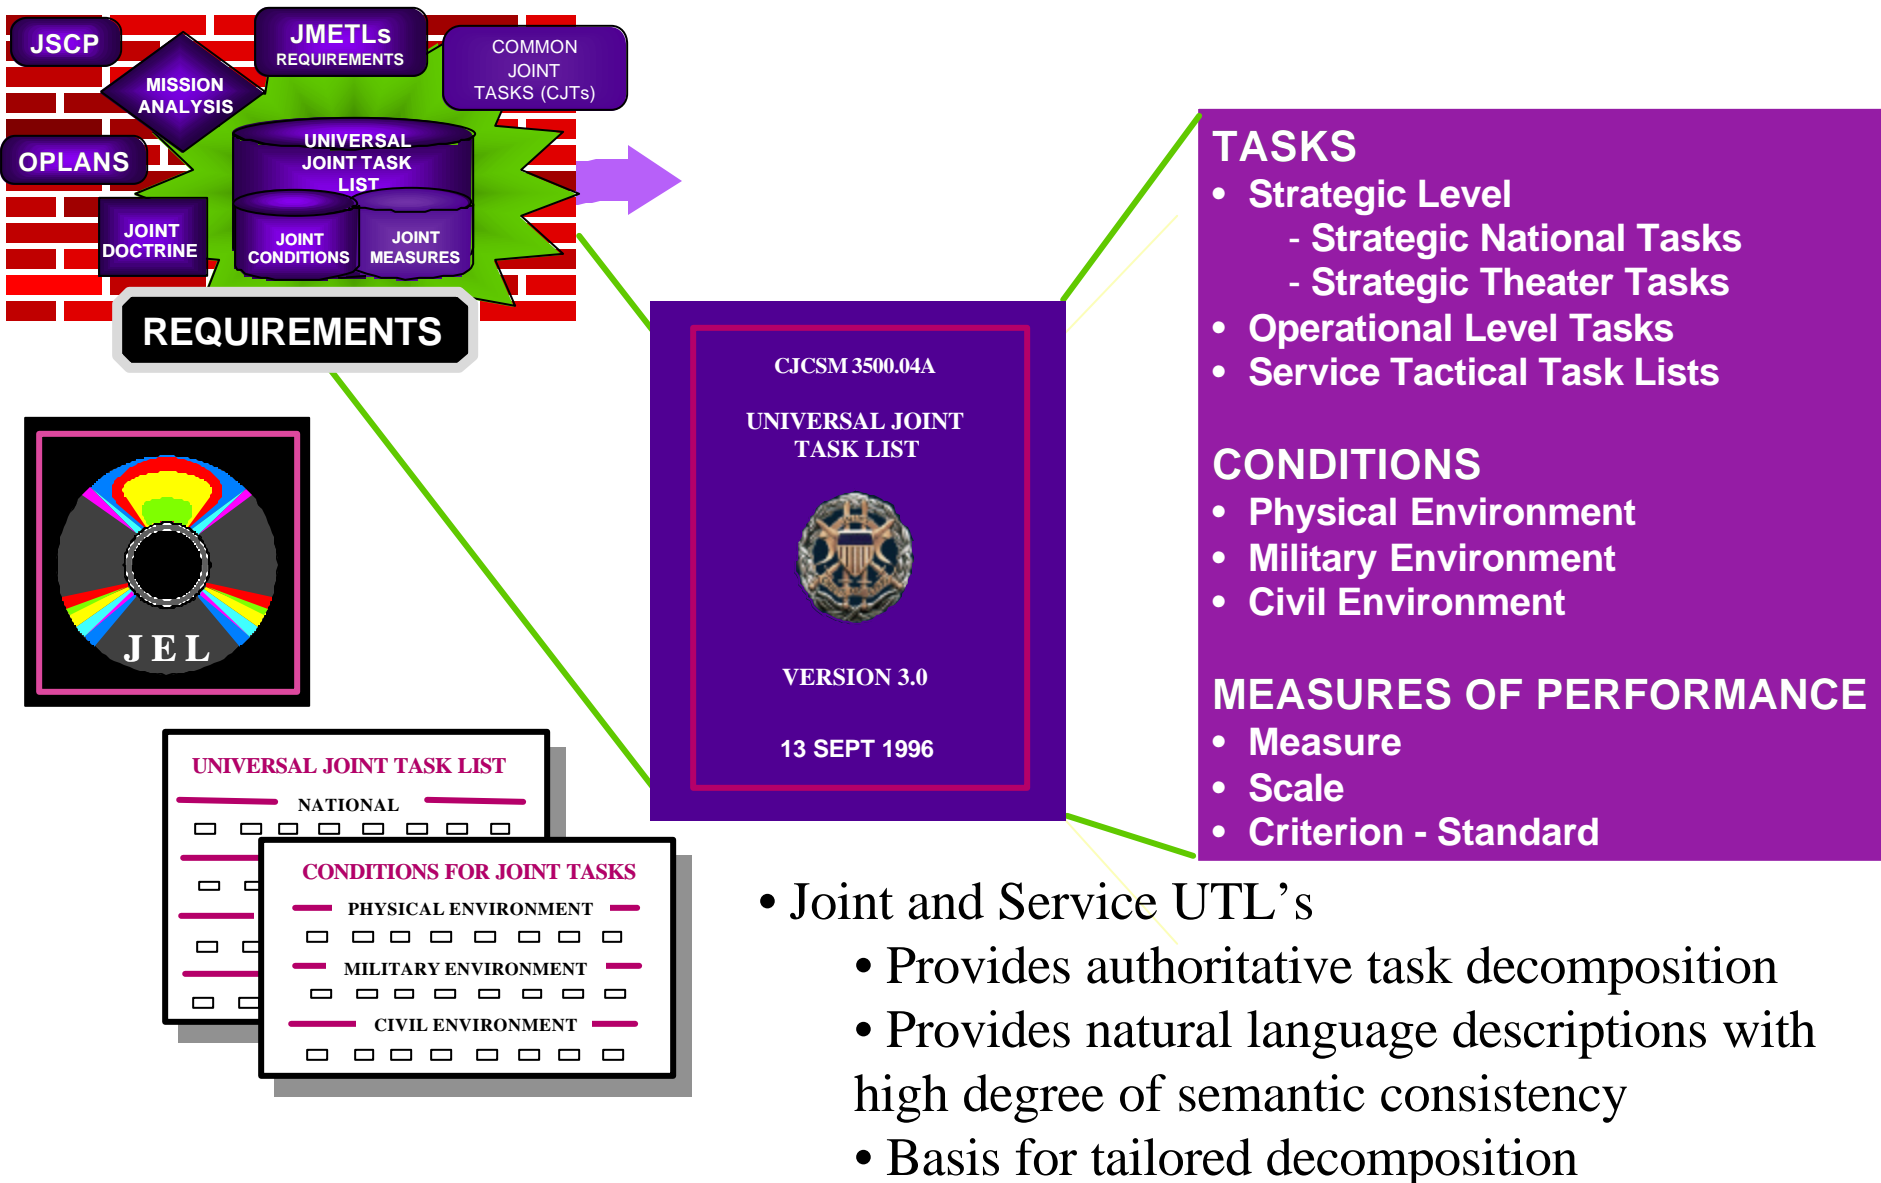 JSCP
JMETLs
REQUIREMENTS
COMMON
JOINT
TASKS (CJTs)
MISSION
ANALYSIS
OPLANS
UNIVERSAL
JOINT TASK
LIST
JOINT
DOCTRINE
JOINT
CONDITIONS
JOINT
MEASURES
REQUIREMENTS
JEL
UNIVERSAL JOINT TASK LIST
NATIONAL
CONDITIONS FOR JOINT TASKS
PHYSICAL ENVIRONMENT
MILITARY ENVIRONMENT
CIVIL ENVIRONMENT
CJCSM 3500.04A
UNIVERSAL JOINT
TASK LIST
VERSION 3.0
13 SEPT 1996
TASKS
• Strategic Level
- Strategic National Tasks
- Strategic Theater Tasks
• Operational Level Tasks
• Service Tactical Task Lists
CONDITIONS
• Physical Environment
• Military Environment
• Civil Environment
MEASURES OF PERFORMANCE
• Measure
• Scale
• Criterion - Standard
• Joint and Service UTL's
• Provides authoritative task decomposition
• Provides natural language descriptions with
high degree of semantic consistency
• Basis for tailored decomposition